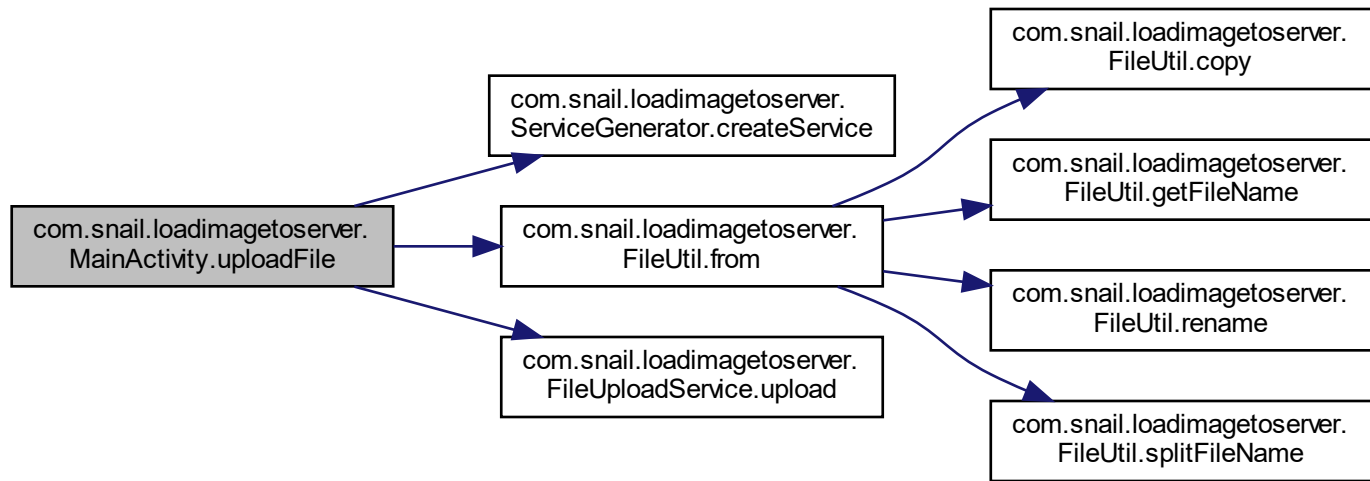 com.snail.loadimagetoserver.
MainActivity.uploadFile
com.snail.loadimagetoserver.
ServiceGenerator.createService
com.snail.loadimagetoserver.
FileUtil.from
com.snail.loadimagetoserver.
FileUploadService.upload
com.snail.loadimagetoserver.
FileUtil.copy
com.snail.loadimagetoserver.
FileUtil.getFileName
com.snail.loadimagetoserver.
FileUtil.rename
com.snail.loadimagetoserver.
FileUtil.splitFileName